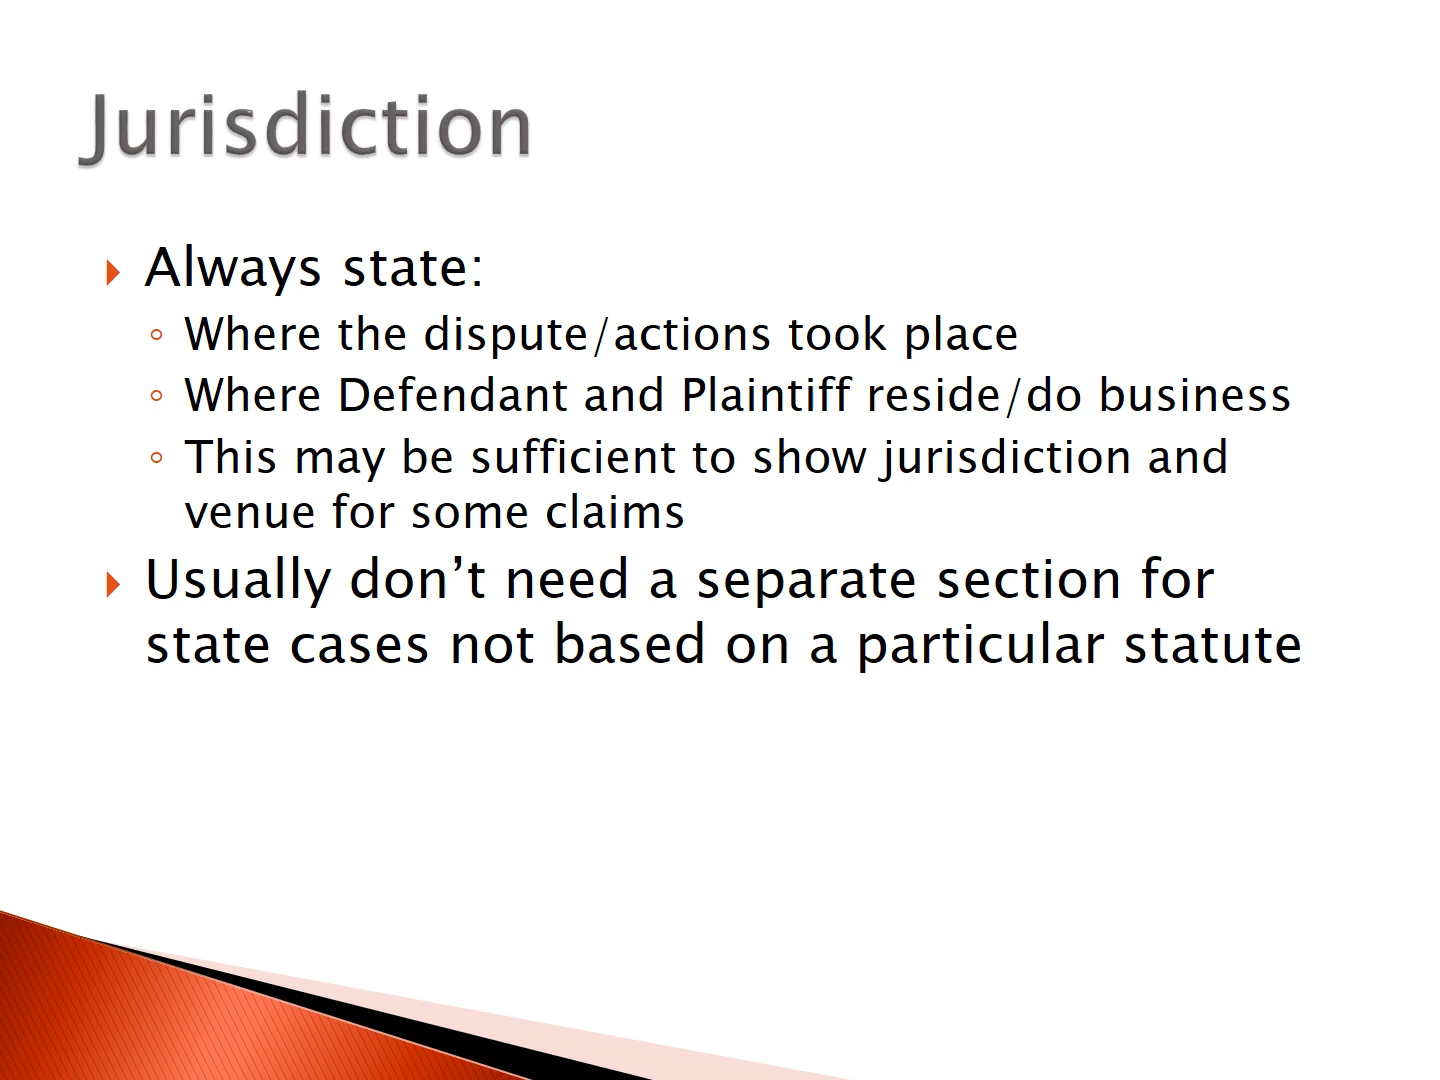 Jurisdiction
Always state:
Where the dispute/actions took place
Where Defendant and Plaintiff reside/do business
This may be sufficient to show jurisdiction and
venue for some claims
Usually don’t need a separate section for
state cases not based on a particular statute